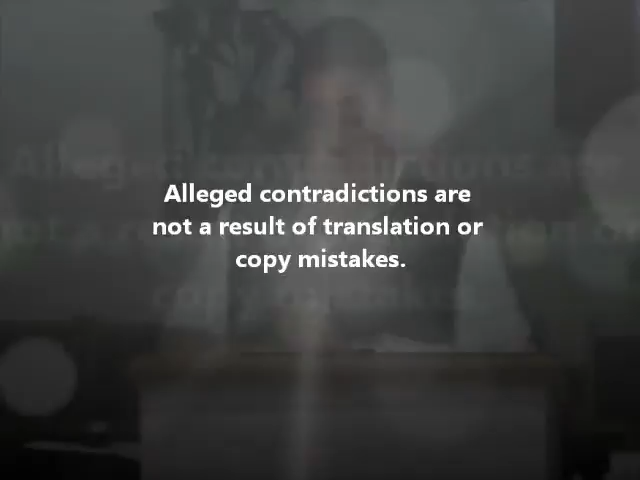 Alleged contradictions are
not a result of translation or
copy mistakes.